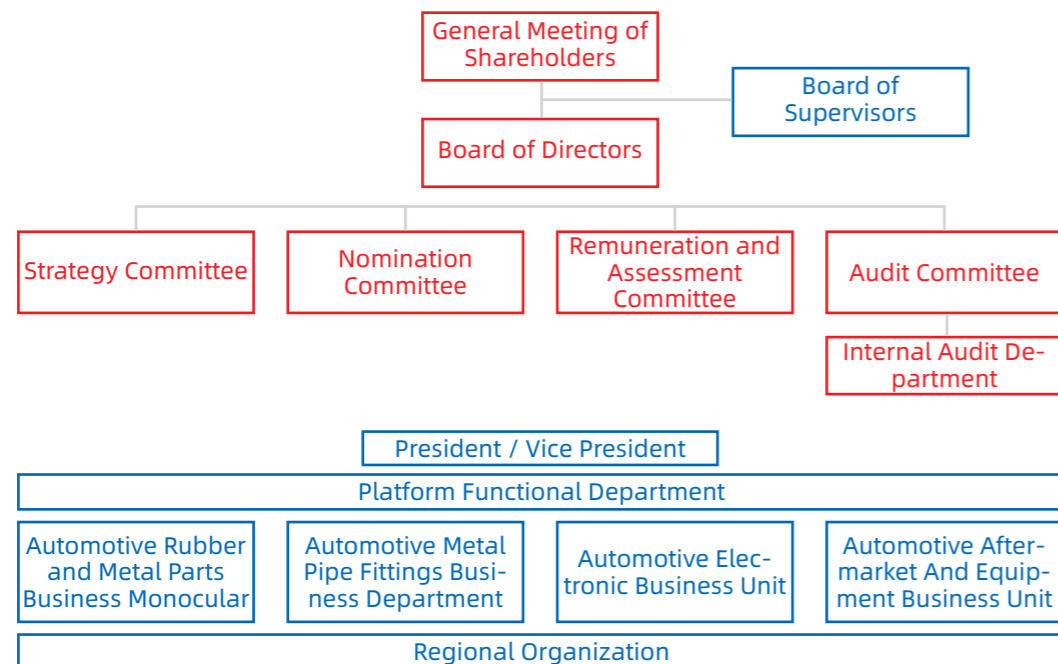 General Meeting of
Shareholders
Board of
Supervisors
Board of Directors
Strategy Committee
Nomination
Committee
Remuneration and
Assessment
Committee
Audit Committee
Internal Audit De-
partment
President / Vice President
Platform Functional Department
Automotive Rubber
and Metal Parts
Business Monocular
Automotive Metal
Pipe Fittings Busi-
ness Department
Automotive Elec-
tronic Business Unit
Automotive After-
market And Equip-
ment Business Unit
Regional Organization